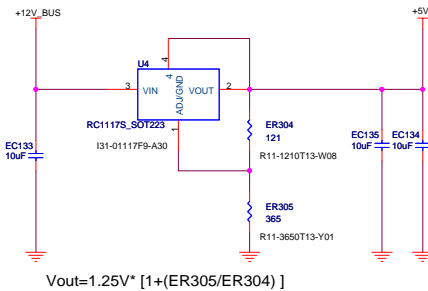 +12V_BUS
+5V
U4
4
4
3
VIN
ADJ/GND
VOUT
2
RC1117S_SOT223
1
I31-01117F9-A30
ER304
121
R11-1210T13-W08
EC133
10uF
EC135
10uF
EC134
10uF
ER305
365
R11-3650T13-Y01
Vout=1.25V* [1+(ER305/ER304) ]